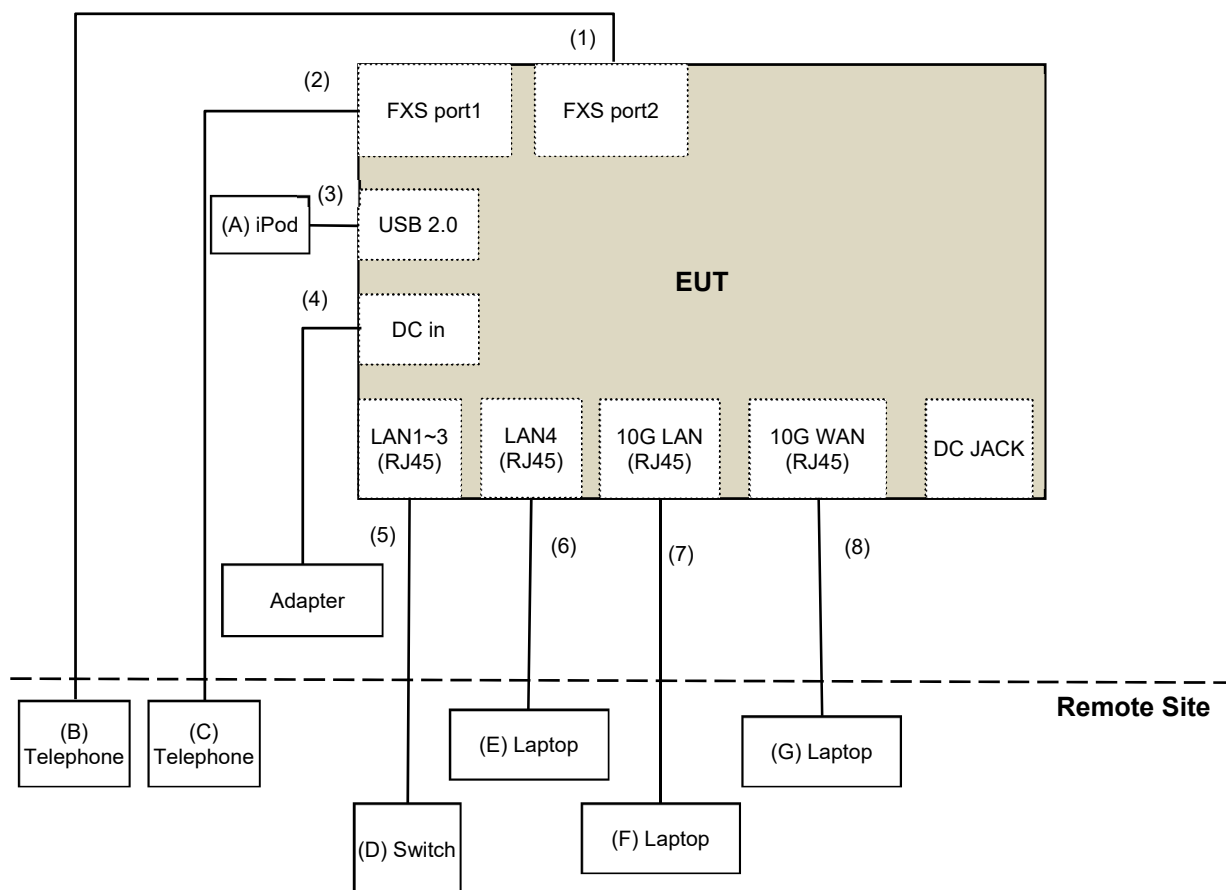 (1)
(2)
FXS port1
FXS port2
(3)
(A) iPod
USB 2.0
EUT
(4)
DC in
LAN1~3
(RJ45)
LAN4
(RJ45)
10G LAN
(RJ45)
10G WAN
(RJ45)
DC JACK
(5)
(6)
(7)
(8)
Adapter
Remote Site
(B)
Telephone
(C)
Telephone
(E) Laptop
(G) Laptop
(D) Switch
(F) Laptop